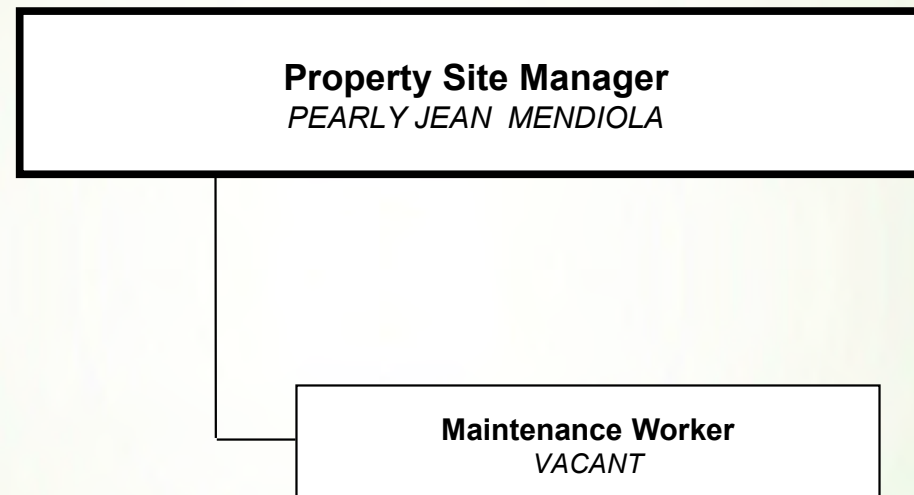 Property Site Manager
PEARLY JEAN MENDIOLA
Maintenance Worker
VACANT